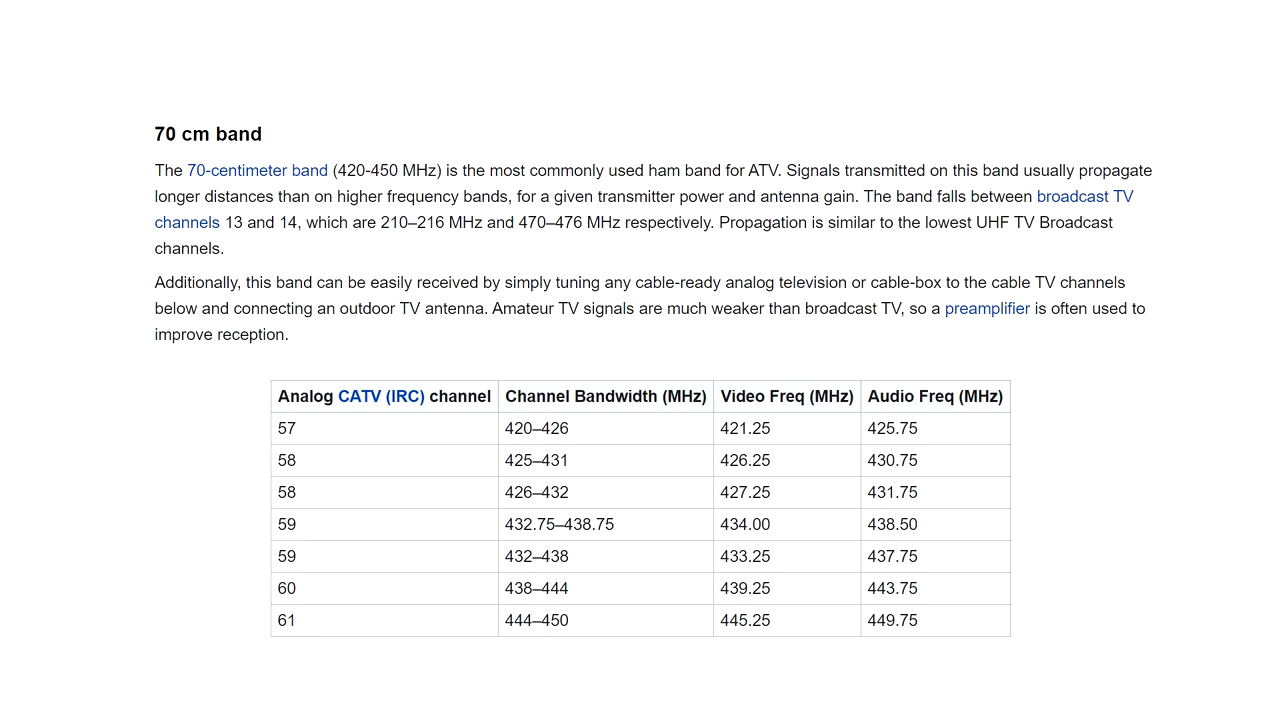 70 cm band
The 70-centimeter band (420-450 MHz) is the most commonly used ham band for ATV. Signals transmitted on this band usually propagate
longer distances than on higher frequency bands, for a given transmitter power and antenna gain. The band falls between broadcast TV
channels 13 and 14, which are 210–216 MHz and 470–476 MHz respectively. Propagation is similar to the lowest UHF TV Broadcast
channels.
Additionally, this band can be easily received by simply tuning any cable-ready analog television or cable-box to the cable TV channels
below and connecting an outdoor TV antenna. Amateur TV signals are much weaker than broadcast TV, so a preamplifier is often used to
improve reception.
Analog CATV (IRC) channel Channel Bandwidth (MHz) Video Freq (MHz) Audio Freq (MHz)
57 420–426 421.25 425.75
58 425–431 426.25 430.75
58 426–432 427.25 431.75
59 432.75–438.75 434.00 438.50
59 432–438 433.25 437.75
60 438–444 439.25 443.75
61 444–450 445.25 449.75